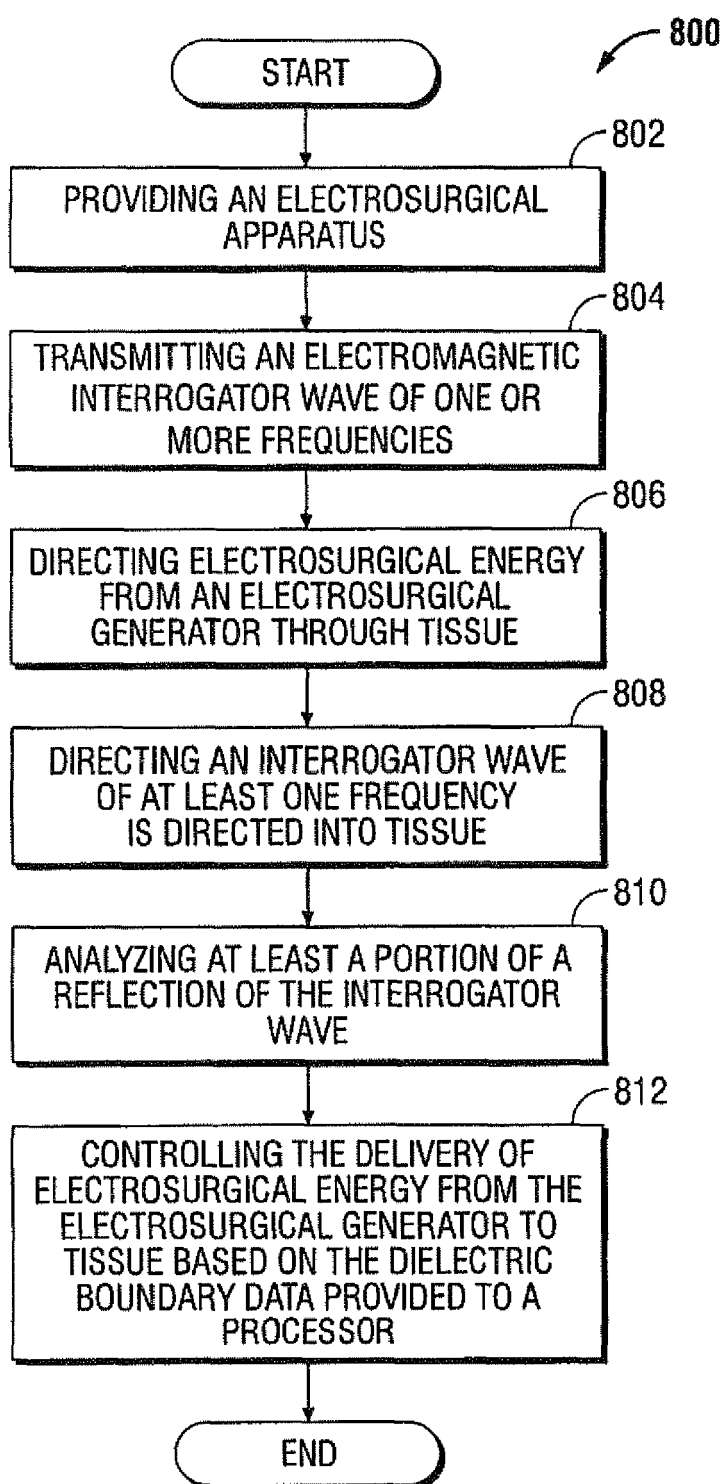 800
START
802
PROVIDING AN ELECTROSURGICAL
APPARATUS
804
TRANSMITTING AN ELECTROMAGNETIC
INTERROGATOR WAVE OF ONE OR
MORE FREQUENCIES
806
DIRECTING ELECTROSURGICAL ENERGY
FROM AN ELECTROSURGICAL
GENERATOR THROUGH TISSUE
808
DIRECTING AN INTERROGATOR WAVE
OF AT LEAST ONE FREQUENCY
IS DIRECTED INTO TISSUE
810
ANALYZING AT LEAST A PORTION OF A
REFLECTION OF THE INTERROGATOR
WAVE
812
CONTROLLING THE DELIVERY OF
ELECTROSURGICAL ENERGY FROM THE
ELECTROSURGICAL GENERATOR TO
TISSUE BASED ON THE DIELECTRIC
BOUNDARY DATA PROVIDED TO A
PROCESSOR
END